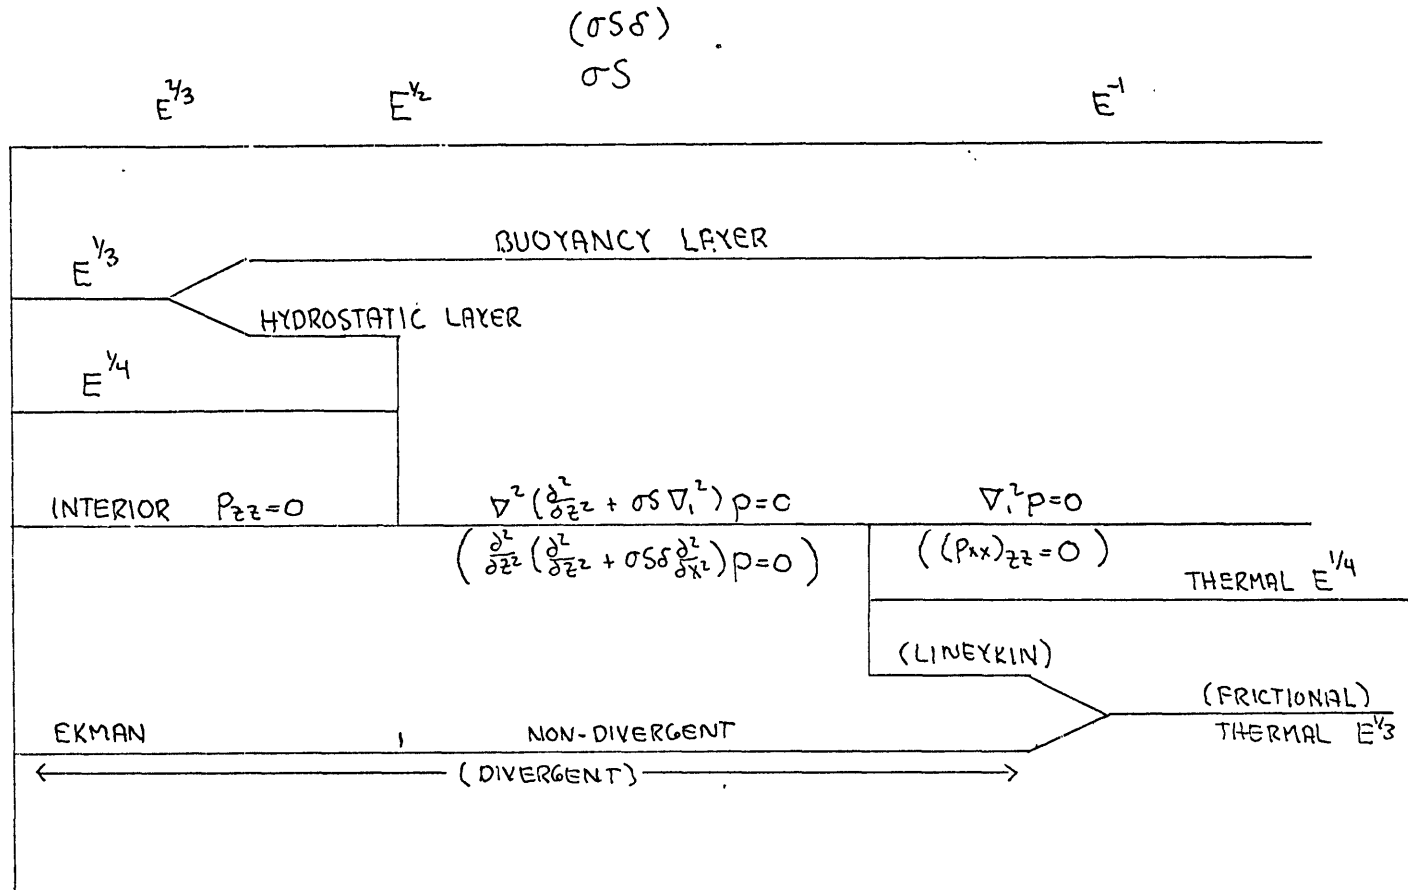 (σSδ)
σS
E^{2/3} E^{1/2} E^{-1}
BUOYANCY LAYER
E^{1/3}
HYDROSTATIC LAYER
E^{1/4}
INTERIOR P_{ZZ}=0 ∇²(∂²/∂z² + σS∇₁²)p=0 ∇₁²p=0
(∂²/∂z²(∂²/∂z² + σSδ∂²/∂x²)p=0) ((p_{xx})_{zz}=0)
THERMAL E^{1/4}
(LINEYKIN)
(FRICTIONAL)
EKMAN NON-DIVERGENT THERMAL E^{1/3}
(DIVERGENT)